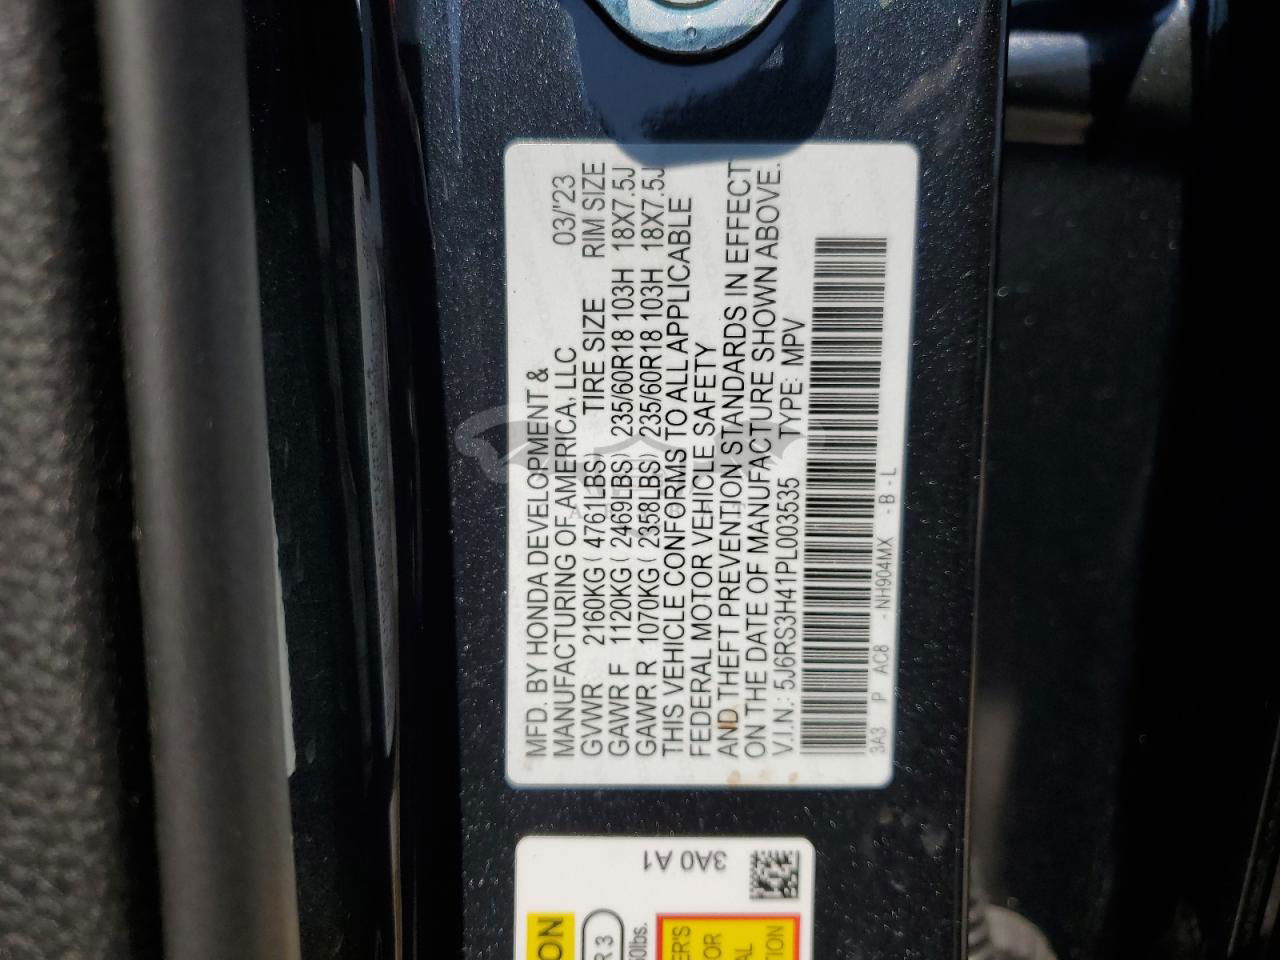 MFD. BY HONDA DEVELOPMENT &
MANUFACTURING OF AMERICA, LLC 03/'23
GVWR 2160KG ( 4761LBS) TIRE SIZE RIM SIZE
GAWR F 1120KG ( 2469LBS) 235/60R18 103H 18X7.5J
GAWR R 1070KG ( 2358LBS) 235/60R18 103H 18X7.5J
THIS VEHICLE CONFORMS TO ALL APPLICABLE
FEDERAL MOTOR VEHICLE SAFETY
AND THEFT PREVENTION STANDARDS IN EFFECT
ON THE DATE OF MANUFACTURE SHOWN ABOVE.
V.I.N.: 5J6RS3H41PL003535 TYPE: MPV
3A3 P AC8 -NH904MX -B-L
3A0 A1